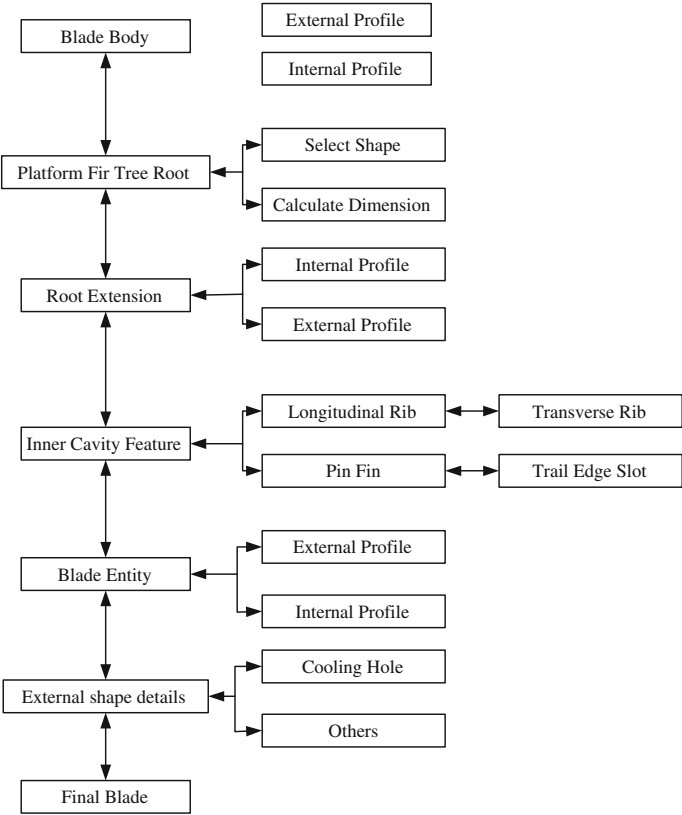 External Profile
Blade Body
Internal Profile
Select Shape
Platform Fir Tree Root
Calculate Dimension
Internal Profile
Root Extension
External Profile
Longitudinal Rib
Transverse Rib
Inner Cavity Feature
Pin Fin
Trail Edge Slot
External Profile
Blade Entity
Internal Profile
Cooling Hole
External shape details
Others
Final Blade